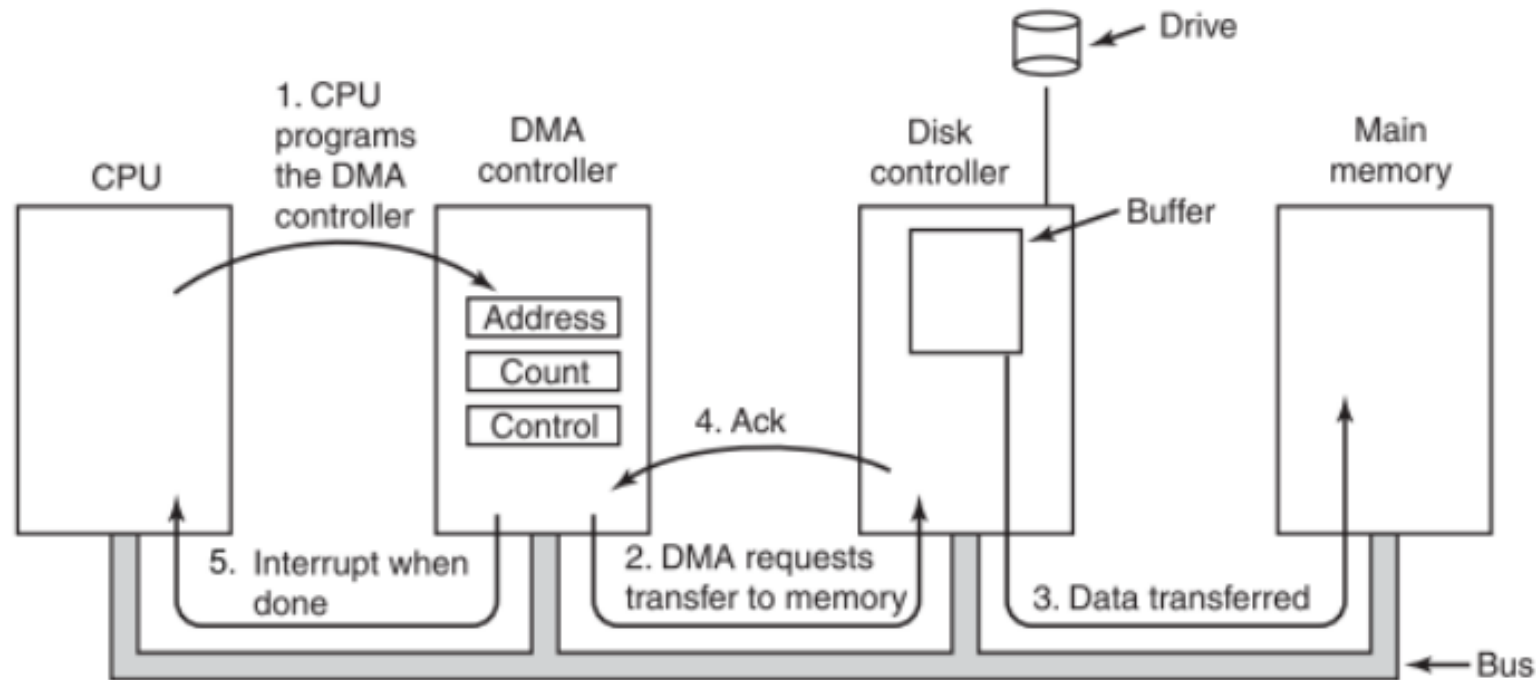 Drive
1. CPU
programs
the DMA
controller
CPU
DMA
controller
Disk
controller
Main
memory
Buffer
Address
Count
Control
4. Ack
5. Interrupt when
done
2. DMA requests
transfer to memory
3. Data transferred
Bus